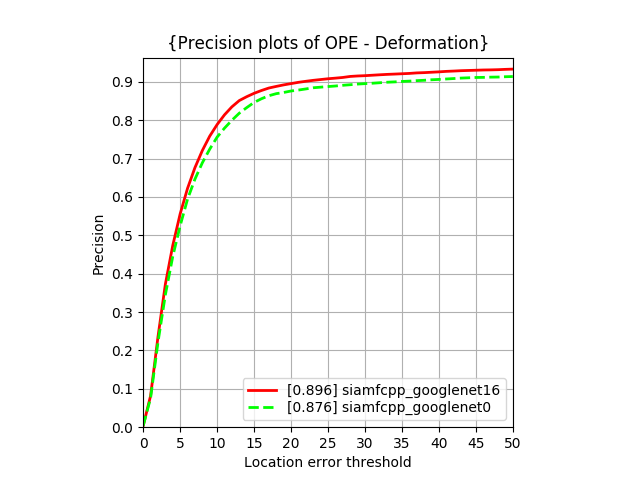 {Precision plots of OPE - Deformation}
Precision
0.9
0.8
0.7
0.6
0.5
0.4
0.3
0.2
0.1
0.0
[0.896] siamfcpp_googlenet16
[0.876] siamfcpp_googlenet0
0 5 10 15 20 25 30 35 40 45 50
Location error threshold